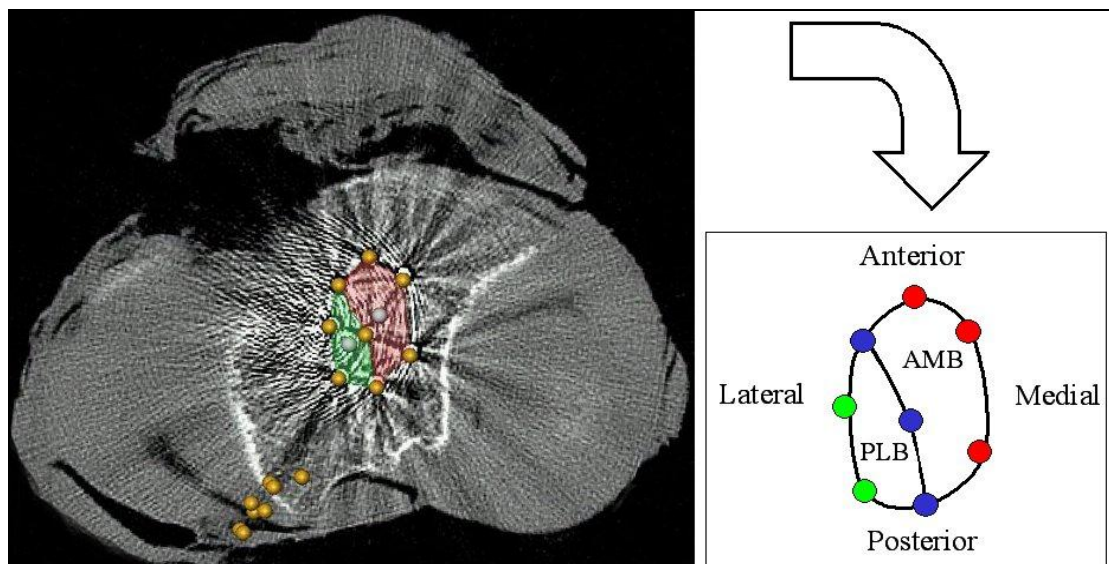 Anterior
AMB
Lateral
Medial
PLB
Posterior